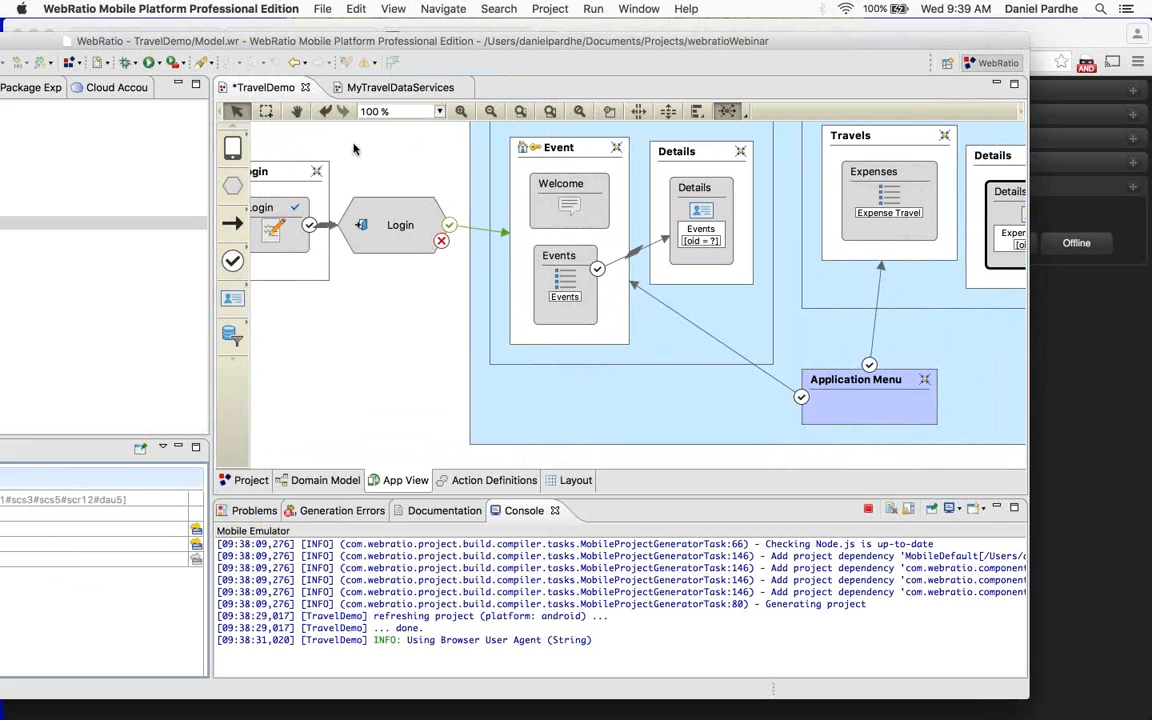 WebRatio Mobile Platform Professional Edition File Edit View Navigate Search Project Run Window Help 100% Wed 9:39 AM Daniel Pardhe
WebRatio - TravelDemo/Model.wr - WebRatio Mobile Platform Professional Edition - /Users/danielpardhe/Documents/Projects/webratioWebinar
WebRatio
Package Exp Cloud Accou *TravelDemo MyTravelDataServices
100 %
Travels
Event
Details
Details
ogin
Expenses
Welcome
Details
Details
Expense Travel
ogin
Login
Events
[oid = ?]
Exper
[oi
Offline
Events
Events
Application Menu
Project Domain Model App View Action Definitions Layout
1#scs3#scs5#scr12#dau5]
Problems Generation Errors Documentation Console
Mobile Emulator
[09:38:09,276] [INFO] (com.webratio.project.build.compiler.tasks.MobileProjectGeneratorTask:66) - Checking Node.js is up-to-date
[09:38:09,276] [INFO] (com.webratio.project.build.compiler.tasks.MobileProjectGeneratorTask:146) - Add project dependency 'MobileDefault[/Users/
[09:38:09,276] [INFO] (com.webratio.project.build.compiler.tasks.MobileProjectGeneratorTask:146) - Add project dependency 'com.webratio.component
[09:38:09,276] [INFO] (com.webratio.project.build.compiler.tasks.MobileProjectGeneratorTask:146) - Add project dependency 'com.webratio.component
[09:38:09,276] [INFO] (com.webratio.project.build.compiler.tasks.MobileProjectGeneratorTask:146) - Add project dependency 'com.webratio.component
[09:38:09,276] [INFO] (com.webratio.project.build.compiler.tasks.MobileProjectGeneratorTask:80) - Generating project
[09:38:29,017] [TravelDemo] refreshing project (platform: android) ...
[09:38:29,017] [TravelDemo] ... done.
[09:38:31,020] [TravelDemo] INFO: Using Browser User Agent (String)